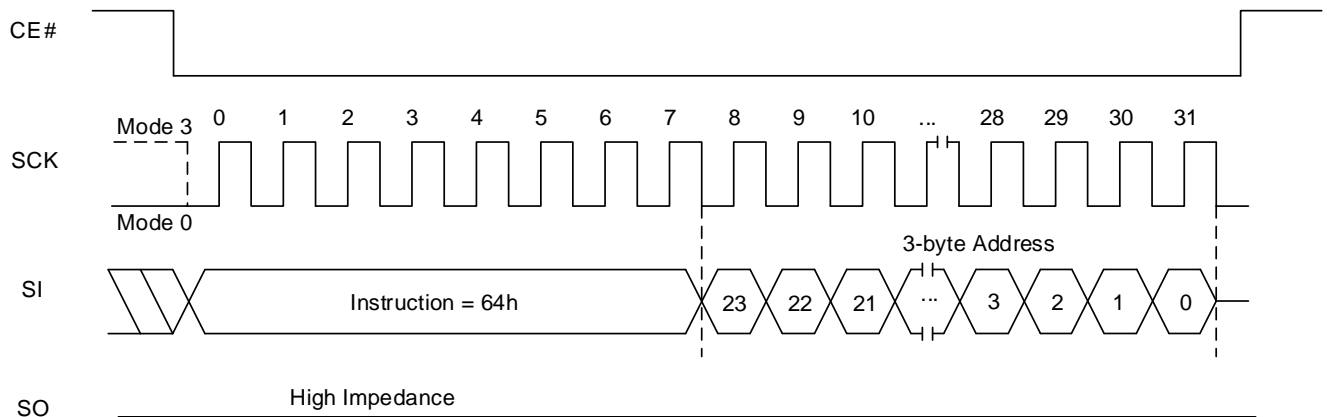 CE#
0 1 2 3 4 5 6 7 8 9 10 ... 28 29 30 31
Mode 3
SCK
Mode 0
3-byte Address
SI
Instruction = 64h
23 22 21 ... 3 2 1 0
High Impedance
SO